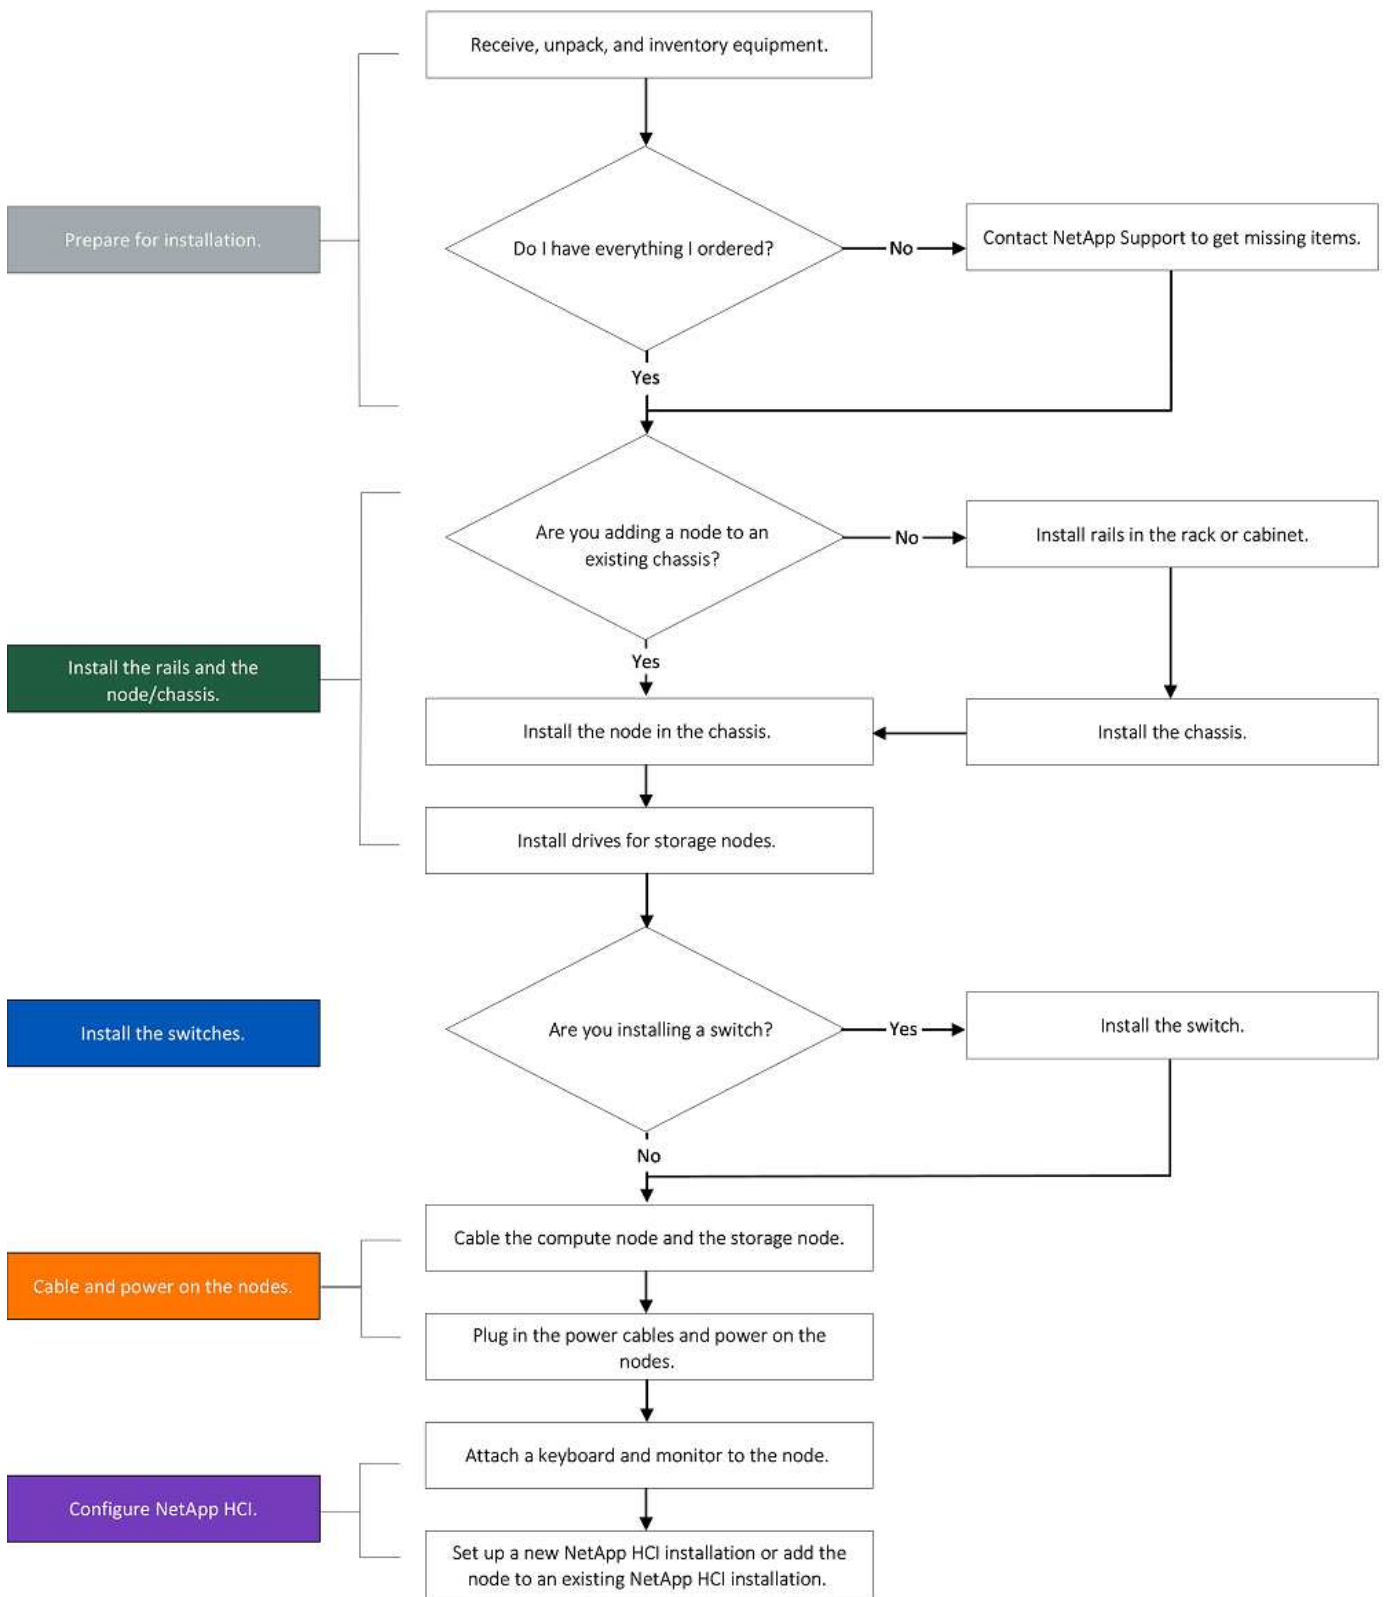 Receive, unpack, and inventory equipment.
Prepare for installation.
Do I have everything I ordered?
No
Contact NetApp Support to get missing items.
Yes
Are you adding a node to an
existing chassis?
No
Install rails in the rack or cabinet.
Yes
Install the rails and the
node/chassis.
Install the node in the chassis.
Install the chassis.
Install drives for storage nodes.
Install the switches.
Are you installing a switch?
Yes
Install the switch.
No
Cable the compute node and the storage node.
Cable and power on the nodes.
Plug in the power cables and power on the
nodes.
Attach a keyboard and monitor to the node.
Configure NetApp HCI.
Set up a new NetApp HCI installation or add the
node to an existing NetApp HCI installation.